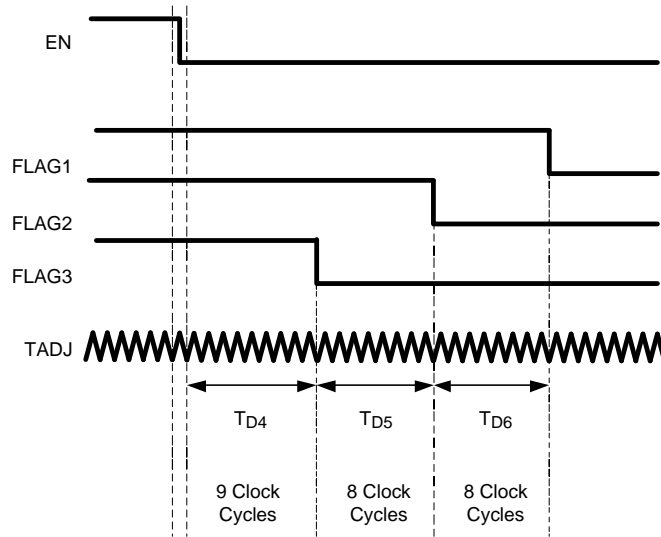 EN
FLAG1
FLAG2
FLAG3
TADJ
TD4 TD5 TD6
9 Clock Cycles
8 Clock Cycles
8 Clock Cycles